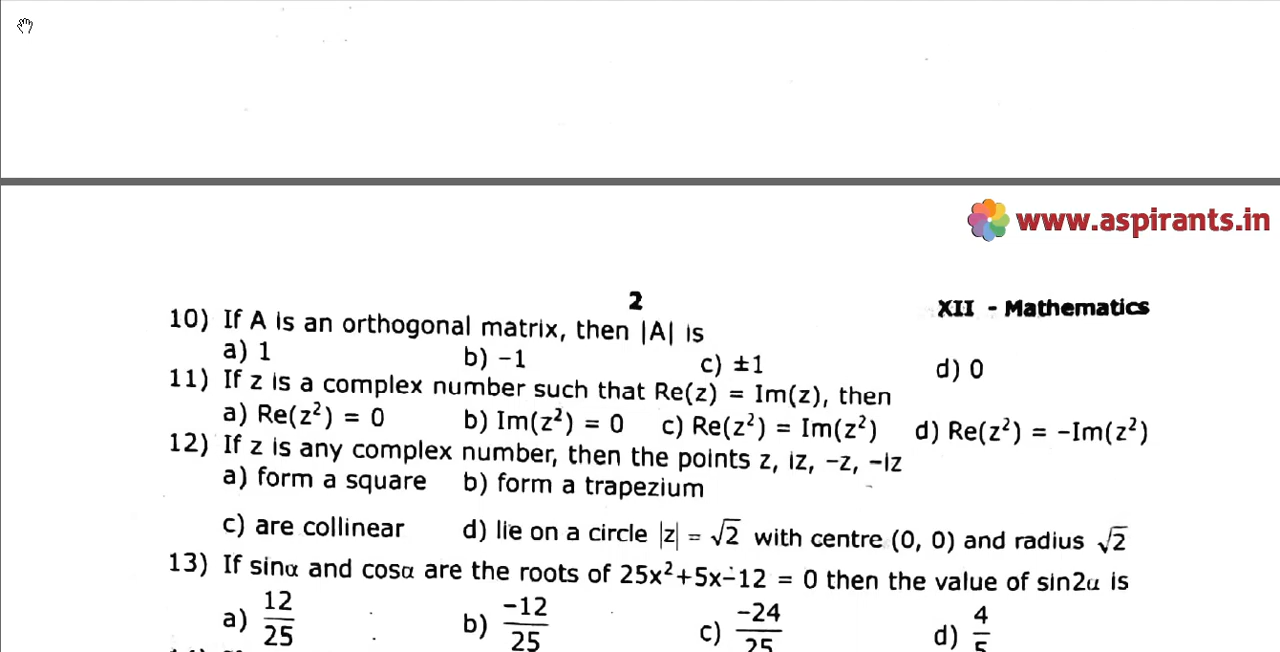 www.aspirants.in
2
XII - Mathematics
10) If A is an orthogonal matrix, then |A| is
a) 1 b) -1 c) ±1 d) 0
11) If z is a complex number such that Re(z) = Im(z), then
a) Re(z²) = 0 b) Im(z²) = 0 c) Re(z²) = Im(z²) d) Re(z²) = -Im(z²)
12) If z is any complex number, then the points z, iz, -z, -iz
a) form a square b) form a trapezium
c) are collinear d) lie on a circle |z| = √2 with centre (0, 0) and radius √2
13) If sinα and cosα are the roots of 25x²+5x-12 = 0 then the value of sin2α is
a) 12/25 b) -12/25 c) -24/25 d) 4/5